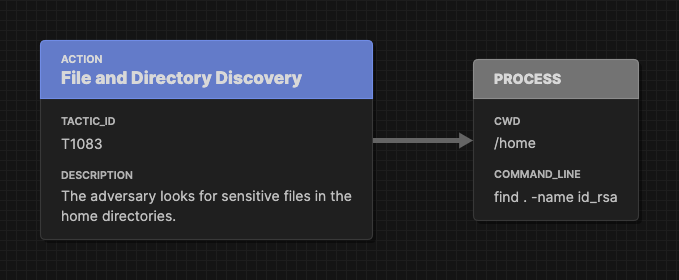 ACTION
File and Directory Discovery
TACTIC_ID
T1083
DESCRIPTION
The adversary looks for sensitive files in the
home directories.
PROCESS
CWD
/home
COMMAND_LINE
find . -name id_rsa